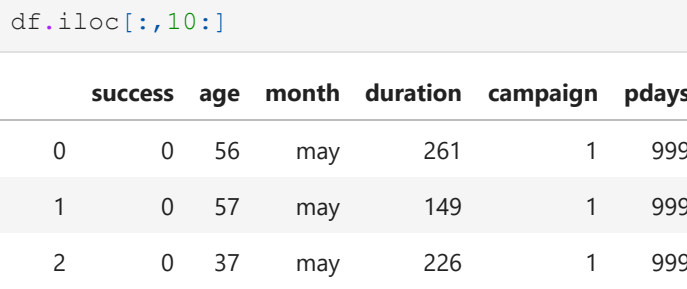 df.iloc[:,10:]
success age month duration campaign pdays
0 0 56 may 261 1 999
1 0 57 may 149 1 999
2 0 37 may 226 1 999